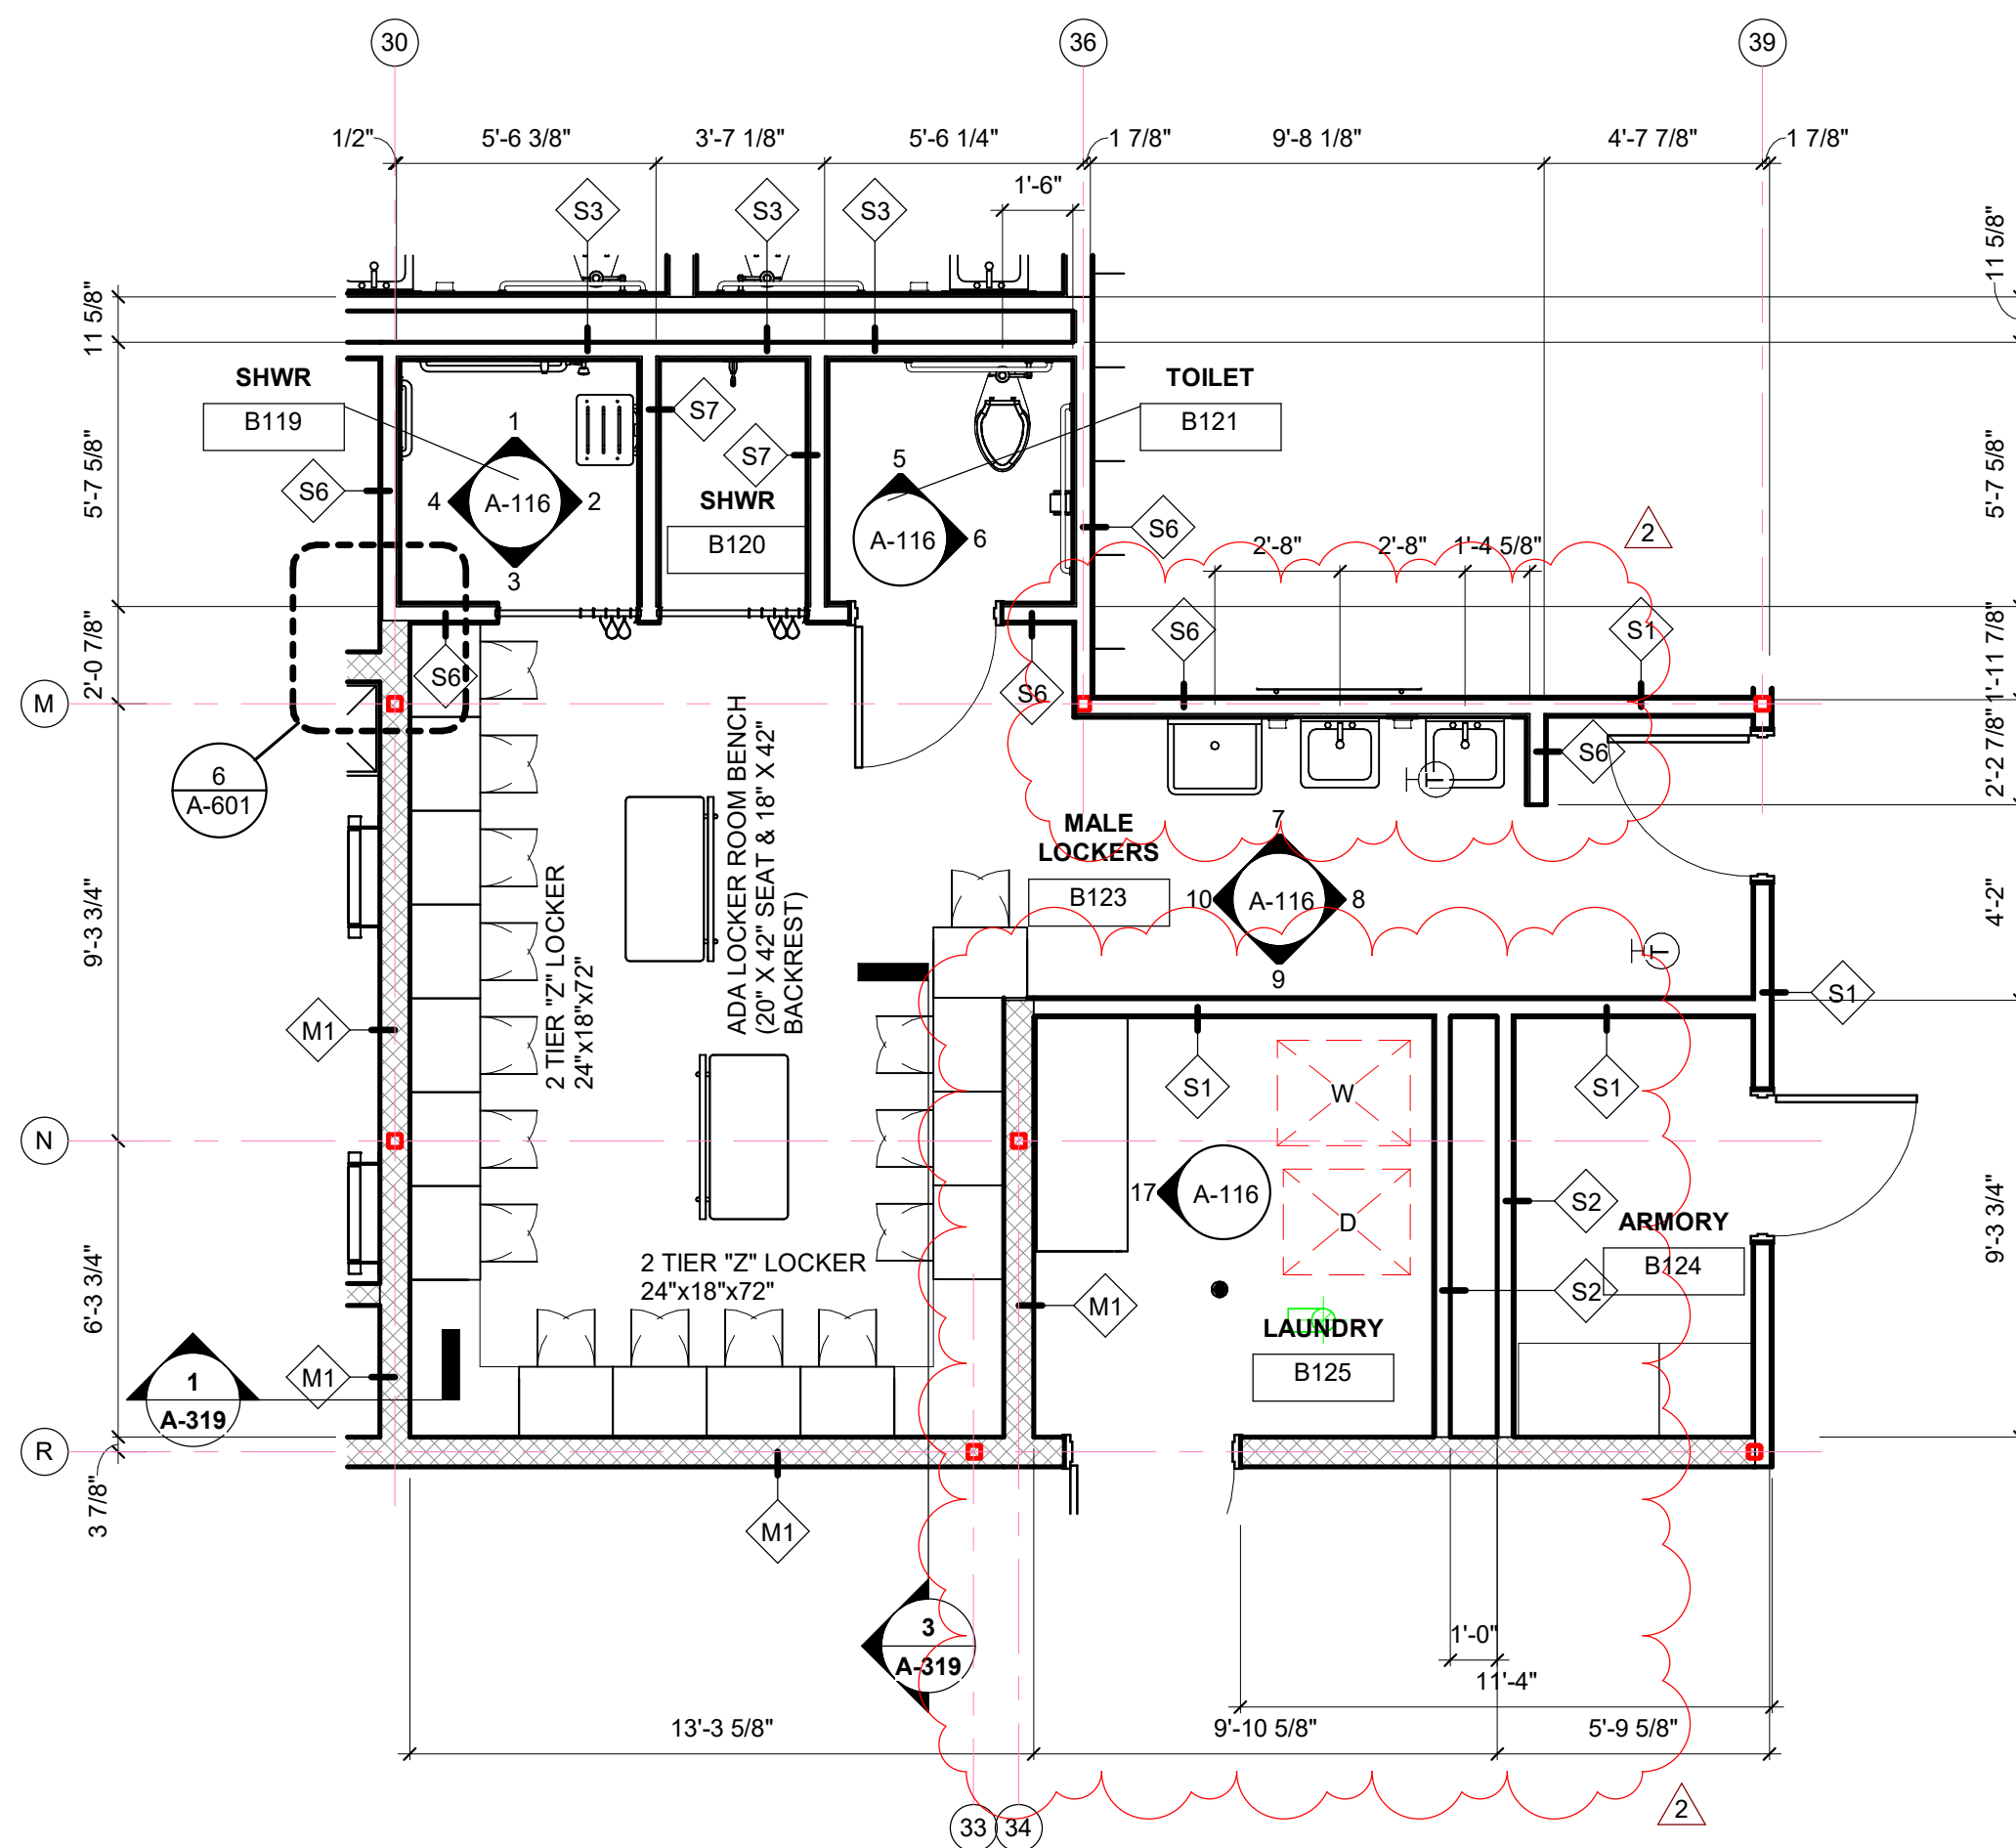 30
36
39
1/2"
5'-6 3/8"
3'-7 1/8"
5'-6 1/4"
1 7/8"
9'-8 1/8"
4'-7 7/8"
1 7/8"
1'-6"
S3
S3
S3
11 5/8"
11 5/8"
SHWR
B119
TOILET
B121
S7
S7
1
4
A-116
2
3
SHWR
B120
5
A-116
6
S6
S6
5'-7 5/8"
5'-7 5/8"
2
2'-8"
2'-8"
1'-4 5/8"
S6
S1
S6
S6
2'-0 7/8"
1'-11 7/8"
M
S6
2'-2 7/8"
6
A-601
T
ADA LOCKER ROOM BENCH
(20" X 42" SEAT & 18" X 42"
BACKREST)
MALE
LOCKERS
B123
7
10
A-116
8
9
T
4'-2"
9'-3 3/4"
2 TIER "Z" LOCKER
24"x18"x72"
M1
S1
S1
S1
W
N
17
A-116
D
S2
ARMORY
B124
S2
9'-3 3/4"
2 TIER "Z" LOCKER
24"x18"x72"
M1
LAUNDRY
B125
6'-3 3/4"
1
A-319
M1
R
3 7/8"
M1
3
A-319
1'-0"
11'-4"
13'-3 5/8"
9'-10 5/8"
5'-9 5/8"
33
34
2